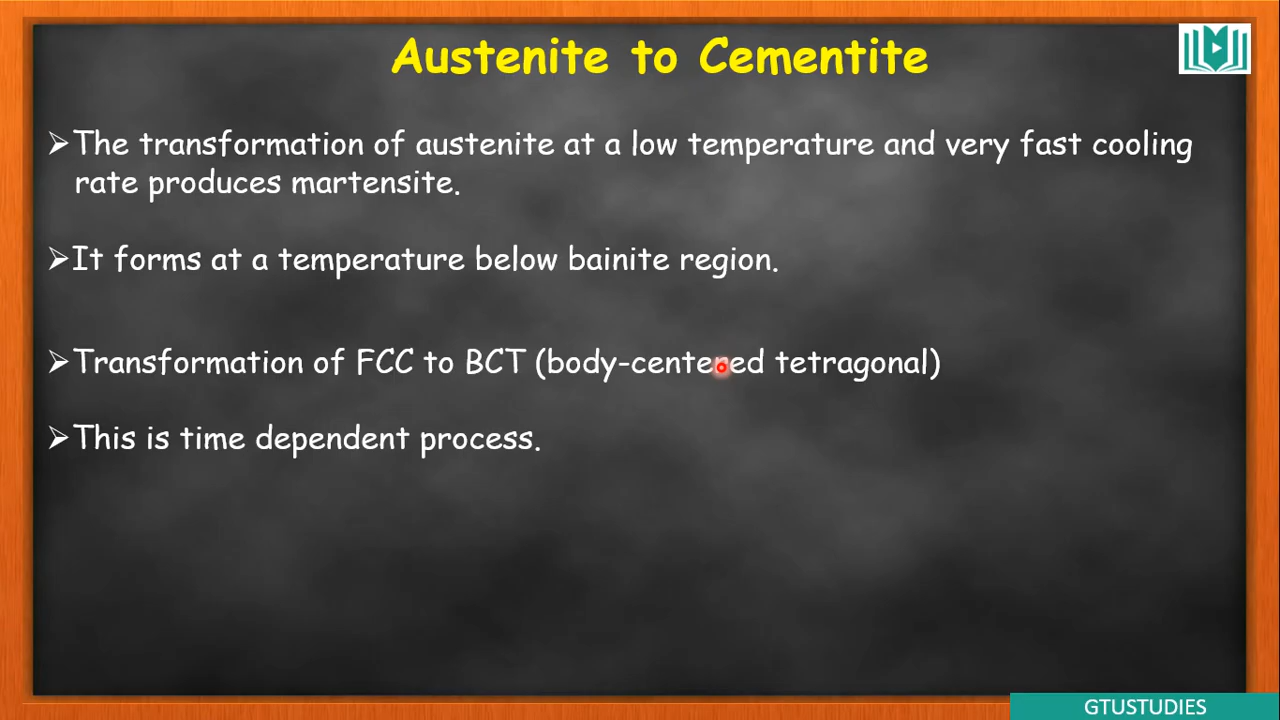 Austenite to Cementite
➢The transformation of austenite at a low temperature and very fast cooling
rate produces martensite.
➢It forms at a temperature below bainite region.
➢Transformation of FCC to BCT (body-centered tetragonal)
➢This is time dependent process.
GTUSTUDIES